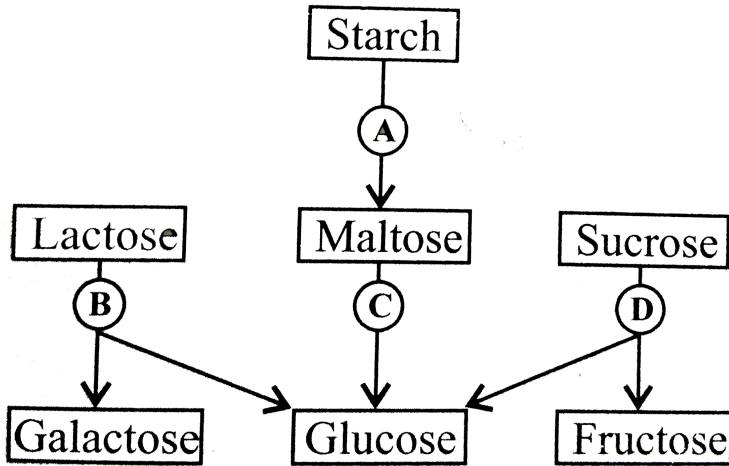 Starch
A
Lactose
Maltose
Sucrose
B
C
D
Galactose
Glucose
Fructose